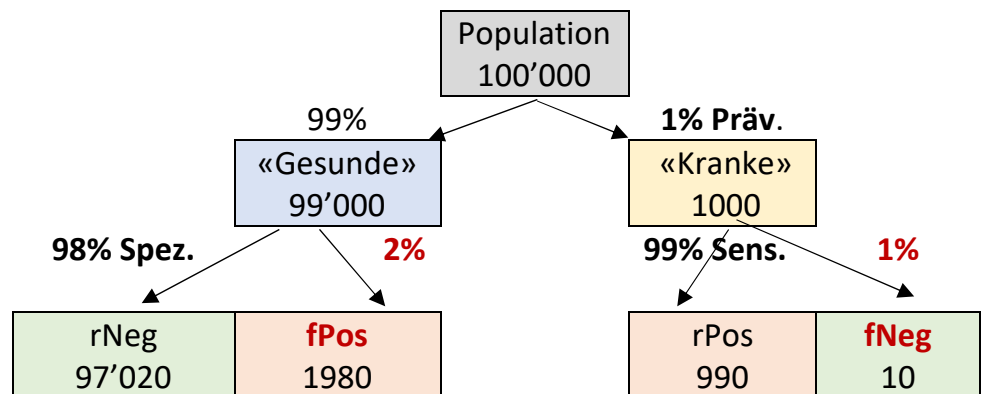 Population
100’000
99%
1% Präv.
«Gesunde»
99’000
«Kranke»
1000
98% Spez.
2%
99% Sens.
1%
rNeg
97’020
fPos
1980
rPos
990
fNeg
10